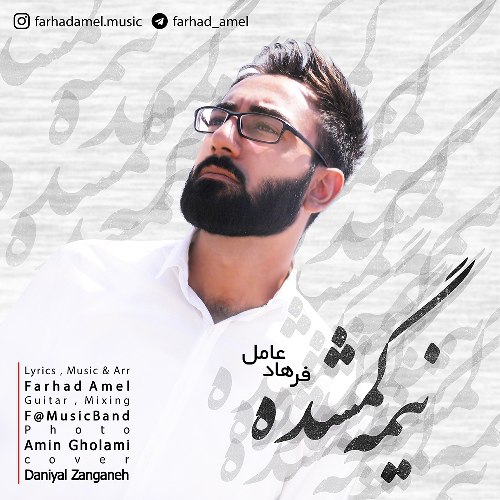 farhadamel.music farhad_amel
فرهاد عامل
نیمه گمشده
Lyrics , Music & Arr
Farhad Amel
Guitar , Mixing
F@MusicBand
Photo
Amin Gholami
cover
Daniyal Zanganeh